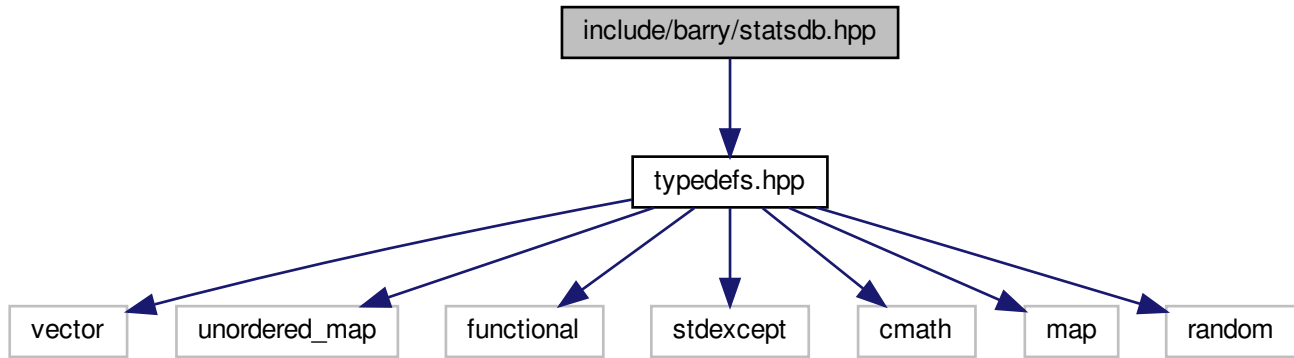 include/barry/statsdb.hpp
typedefs.hpp
vector
unordered_map
functional
stdexcept
cmath
map
random